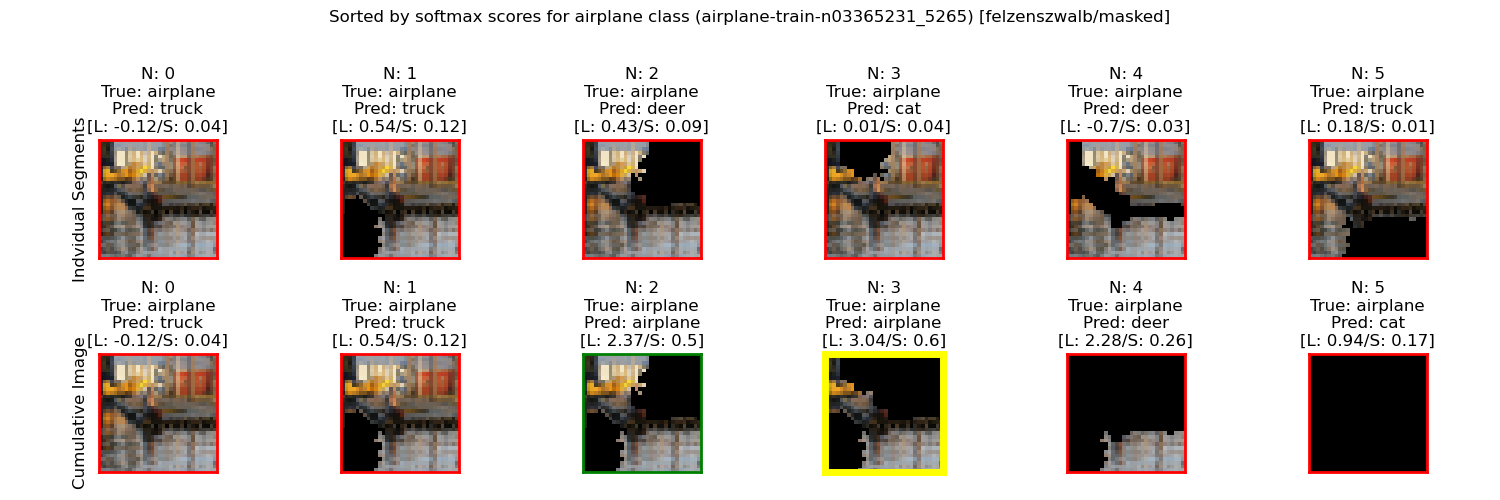 Sorted by softmax scores for airplane class (airplane-train-n03365231_5265) [felzenszwalb/masked]
Indvidual Segments
N: 0
True: airplane
Pred: truck
[L: -0.12/S: 0.04]
N: 1
True: airplane
Pred: truck
[L: 0.54/S: 0.12]
N: 2
True: airplane
Pred: deer
[L: 0.43/S: 0.09]
N: 3
True: airplane
Pred: cat
[L: 0.01/S: 0.04]
N: 4
True: airplane
Pred: deer
[L: -0.7/S: 0.03]
N: 5
True: airplane
Pred: truck
[L: 0.18/S: 0.01]
Cumulative Image
N: 0
True: airplane
Pred: truck
[L: -0.12/S: 0.04]
N: 1
True: airplane
Pred: truck
[L: 0.54/S: 0.12]
N: 2
True: airplane
Pred: airplane
[L: 2.37/S: 0.5]
N: 3
True: airplane
Pred: airplane
[L: 3.04/S: 0.6]
N: 4
True: airplane
Pred: deer
[L: 2.28/S: 0.26]
N: 5
True: airplane
Pred: cat
[L: 0.94/S: 0.17]